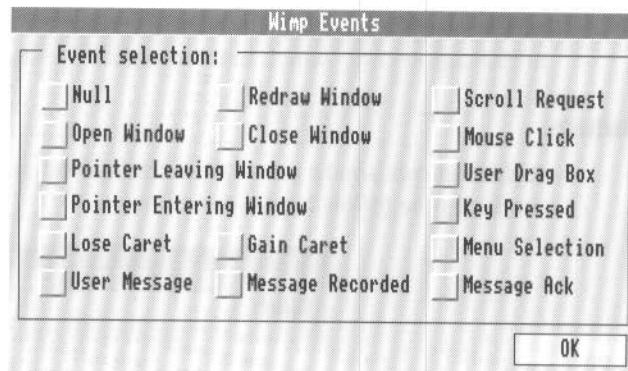 Wimp Events
Event selection:
Null Redraw Window Scroll Request
Open Window Close Window Mouse Click
Pointer Leaving Window User Drag Box
Pointer Entering Window Key Pressed
Lose Caret Gain Caret Menu Selection
User Message Message Recorded Message Ack
OK